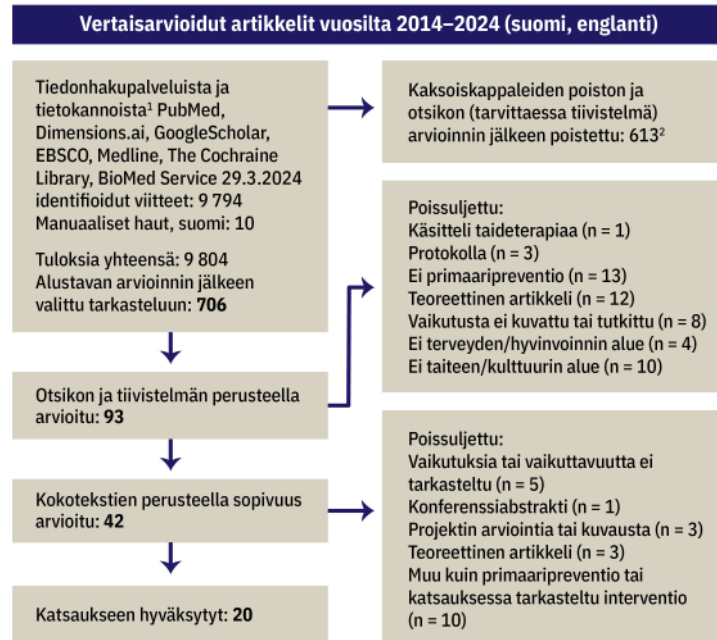 Vertaisarvioidut artikkelit vuosilta 2014–2024 (suomi, englanti)
Tiedonhakupalveluista ja
tietokannoista¹ PubMed,
Dimensions.ai, GoogleScholar,
EBSCO, Medline, The Cochraine
Library, BioMed Service 29.3.2024
identifioidut viitteet: 9 794
Manuaaliset haut, suomi: 10
Tuloksia yhteensä: 9 804
Alustavan arvioinnin jälkeen
valittu tarkasteluun: 706
Kaksoiskappaleiden poiston ja
otsikon (tarvittaessa tiivistelmä)
arvioinnin jälkeen poistettu: 613²
Otsikon ja tiivistelmän perusteella
arvioitu: 93
Poissuljettu:
Käsitteli taideterapiaa (n = 1)
Protokolla (n = 3)
Ei primaaripreventio (n = 13)
Teoreettinen artikkeli (n = 12)
Vaikutusta ei kuvattu tai tutkittu (n = 8)
Ei terveyden/hyvinvoinnin alue (n = 4)
Ei taiteen/kulttuurin alue (n = 10)
Kokotekstien perusteella sopivuus
arvioitu: 42
Poissuljettu:
Vaikutuksia tai vaikuttavuutta ei
tarkasteltu (n = 5)
Konferenssiabstrakti (n = 1)
Projektin arviointia tai kuvausta (n = 3)
Teoreettinen artikkeli (n = 3)
Muu kuin primaaripreventio tai
katsauksessa tarkasteltu interventio
(n = 10)
Katsaukseen hyväksytyt: 20